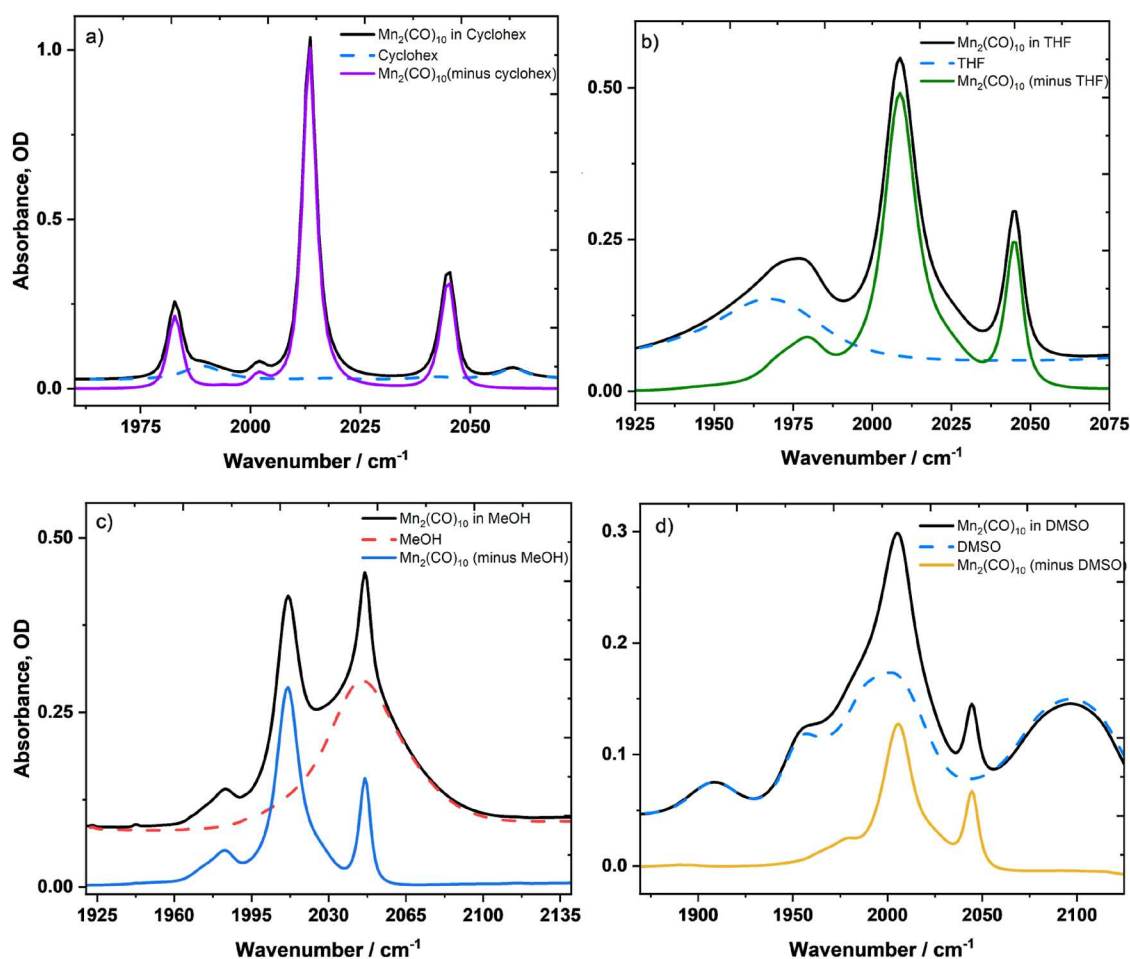 a)
Mn2(CO)10 in Cyclohex
Cyclohex
Mn2(CO)10(minus cyclohex)
1.0
0.5
0.0
Absorbance, OD
1975 2000 2025 2050
Wavenumber / cm-1
b)
Mn2(CO)10 in THF
THF
Mn2(CO)10 (minus THF)
0.50
0.25
0.00
1925 1950 1975 2000 2025 2050 2075
Wavenumber / cm-1
c)
Mn2(CO)10 in MeOH
MeOH
Mn2(CO)10 (minus MeOH)
0.50
0.25
0.00
Absorbance, OD
1925 1960 1995 2030 2065 2100 2135
Wavenumber / cm-1
d)
Mn2(CO)10 in DMSO
DMSO
Mn2(CO)10 (minus DMSO)
0.3
0.2
0.1
0.0
1900 1950 2000 2050 2100
Wavenumber / cm-1